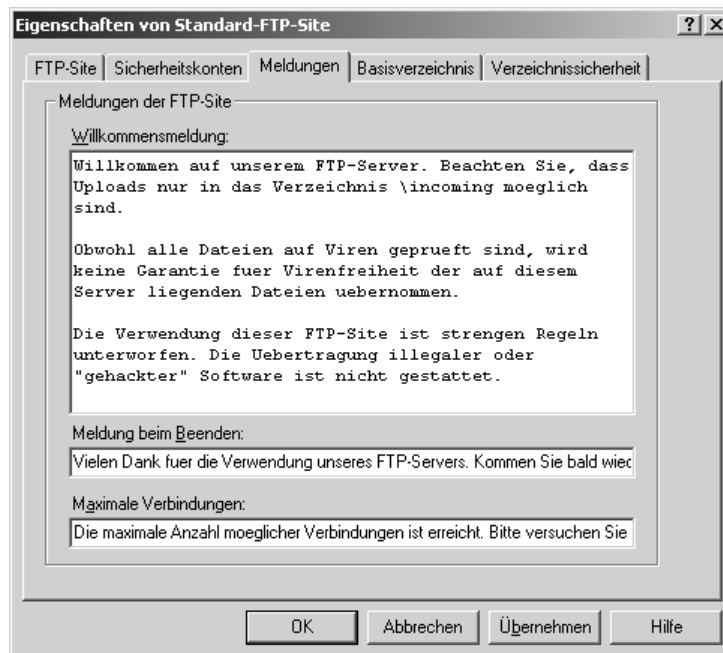 Eigenschaften von Standard-FTP-Site
FTP-Site Sicherheitskonten Meldungen Basisverzeichnis Verzeichnissicherheit
Meldungen der FTP-Site
Willkommensmeldung:
Willkommen auf unserem FTP-Server. Beachten Sie, dass
Uploads nur in das Verzeichnis \incoming moeglich
sind.
Obwohl alle Dateien auf Viren geprueft sind, wird
keine Garantie fuer Virenfreiheit der auf diesem
Server liegenden Dateien uebernommen.
Die Verwendung dieser FTP-Site ist strengen Regeln
unterworfen. Die Uebertragung illegaler oder
"gehackter" Software ist nicht gestattet.
Meldung beim Beenden:
Vielen Dank fuer die Verwendung unseres FTP-Servers. Kommen Sie bald wied
Maximale Verbindungen:
Die maximale Anzahl moeglicher Verbindungen ist erreicht. Bitte versuchen Sie
OK Abbrechen Übernehmen Hilfe